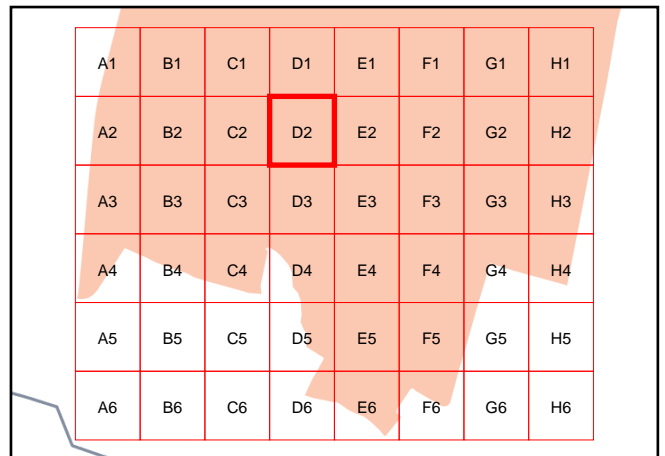 A1 B1 C1 D1 E1 F1 G1 H1
A2 B2 C2 D2 E2 F2 G2 H2
A3 B3 C3 D3 E3 F3 G3 H3
A4 B4 C4 D4 E4 F4 G4 H4
A5 B5 C5 D5 E5 F5 G5 H5
A6 B6 C6 D6 E6 F6 G6 H6